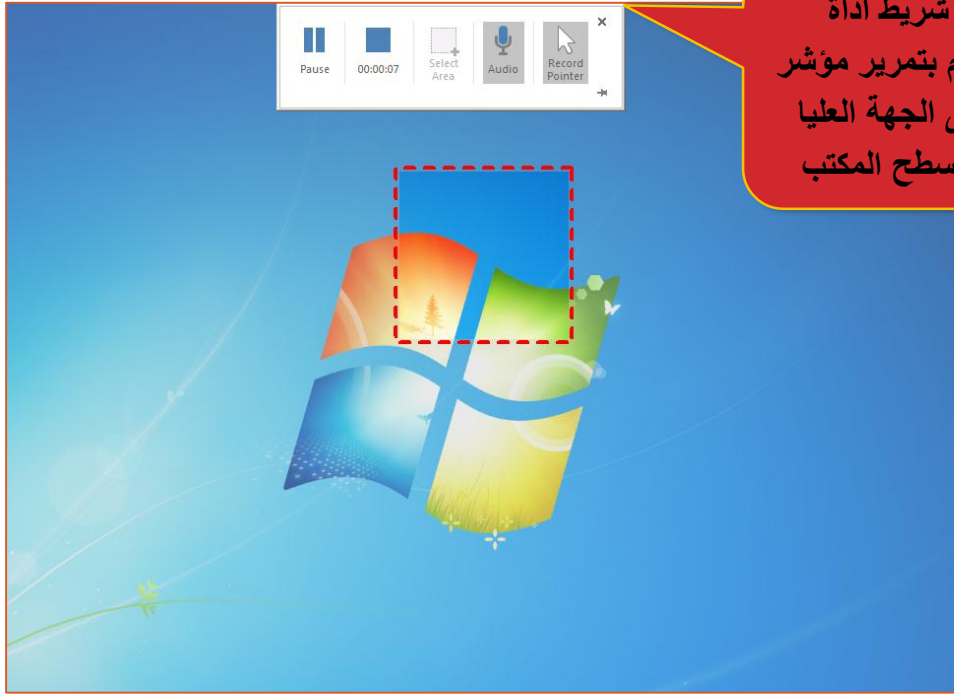 Pause
00:00:07
Select
Area
Audio
Record
Pointer
شريط أداة
بتمرير مؤشر
الجهة العليا
سطح المكتب